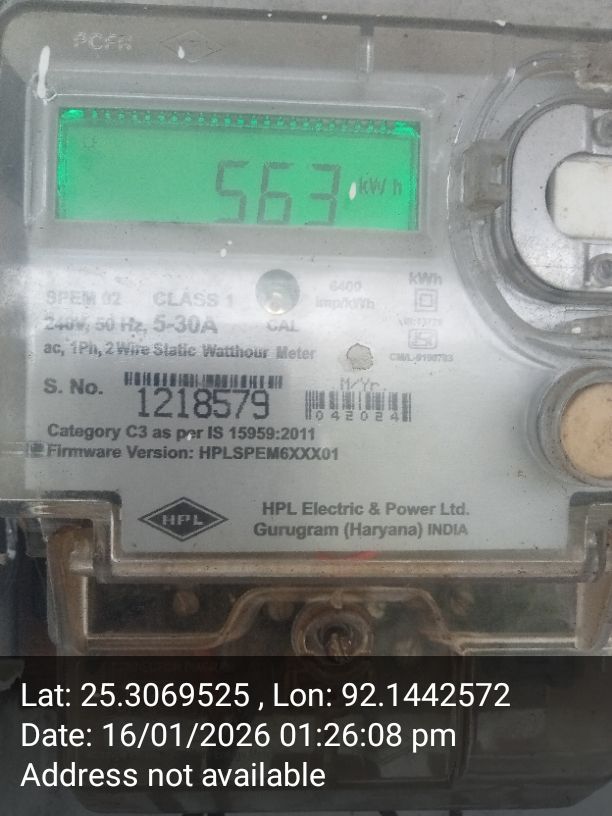 563 kWh
SPEM 02 CLASS 1 6400 imp/kWh kWh
240V, 50 Hz, 5-30A CAL
ac, 1Ph, 2 Wire Static Watthour Meter
S. No. 1218579 M/Yr. 042024
Category C3 as per IS 15959:2011
Firmware Version: HPLSPEM6XXX01
HPL
HPL Electric & Power Ltd.
Gurugram (Haryana) INDIA
Lat: 25.3069525 , Lon: 92.1442572
Date: 16/01/2026 01:26:08 pm
Address not available